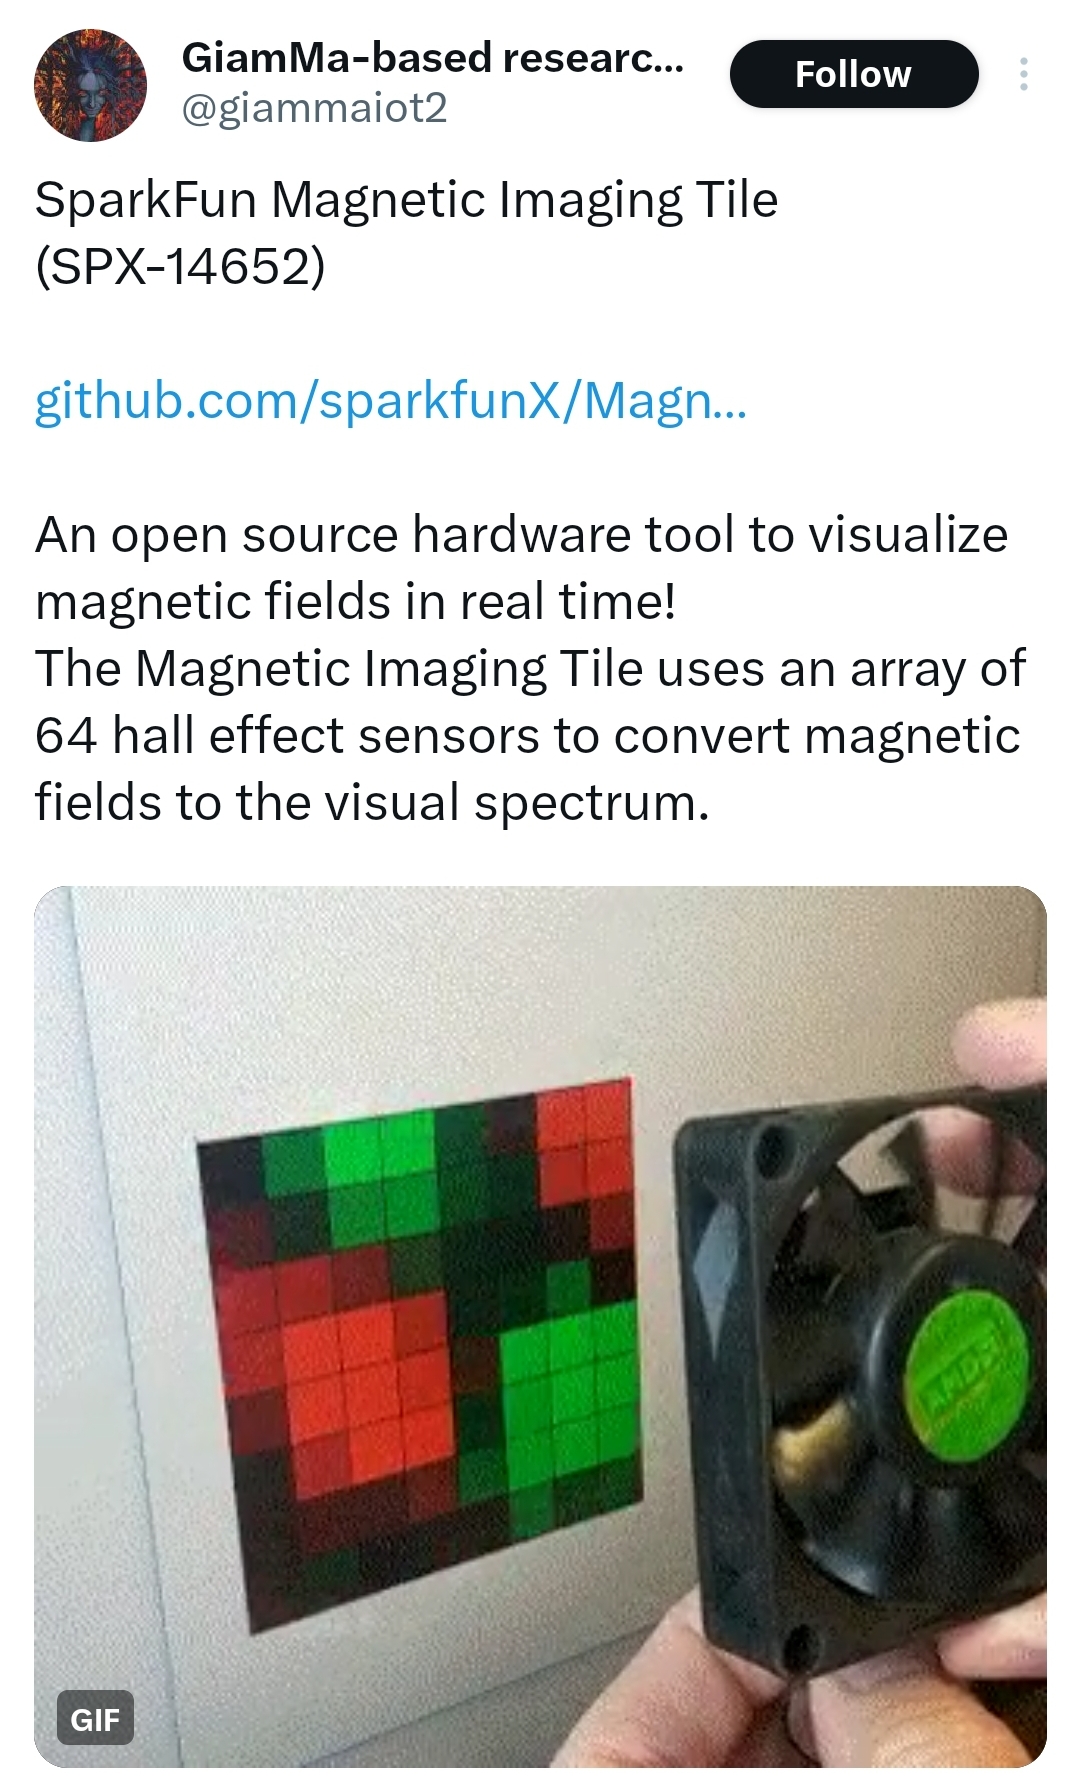 GiamMa-based researc...
@giammaiot2
Follow
SparkFun Magnetic Imaging Tile
(SPX-14652)
github.com/sparkfunX/Magn...
An open source hardware tool to visualize
magnetic fields in real time!
The Magnetic Imaging Tile uses an array of
64 hall effect sensors to convert magnetic
fields to the visual spectrum.
GIF